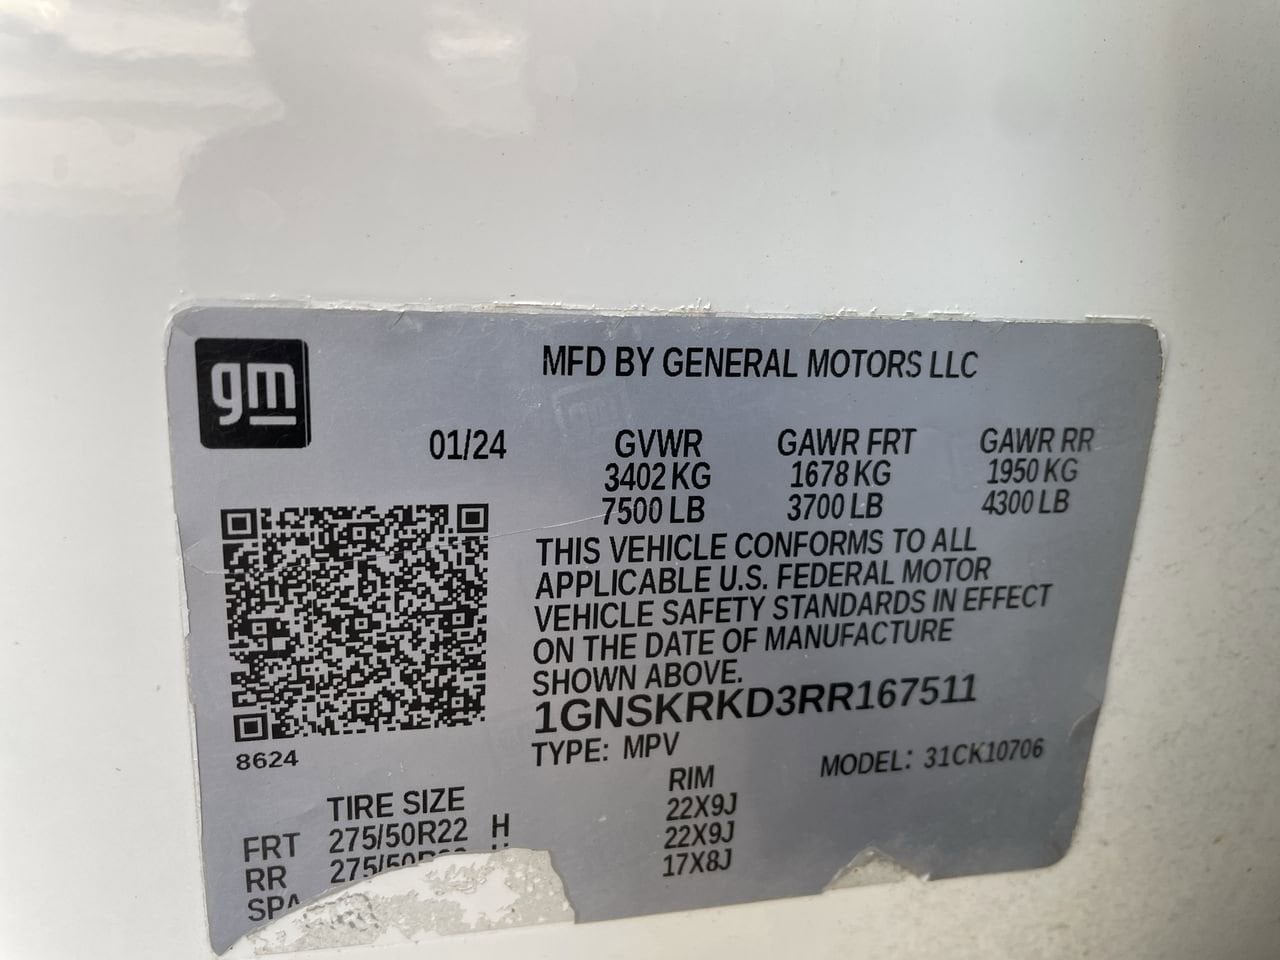 gm
MFD BY GENERAL MOTORS LLC
01/24 GVWR GAWR FRT GAWR RR
3402 KG 1678 KG 1950 KG
7500 LB 3700 LB 4300 LB
THIS VEHICLE CONFORMS TO ALL
APPLICABLE U.S. FEDERAL MOTOR
VEHICLE SAFETY STANDARDS IN EFFECT
ON THE DATE OF MANUFACTURE
SHOWN ABOVE.
1GNSKRKD3RR167511
8624
TYPE: MPV MODEL: 31CK10706
TIRE SIZE RIM
FRT 275/50R22 H 22X9J
RR 22X9J
17X8J